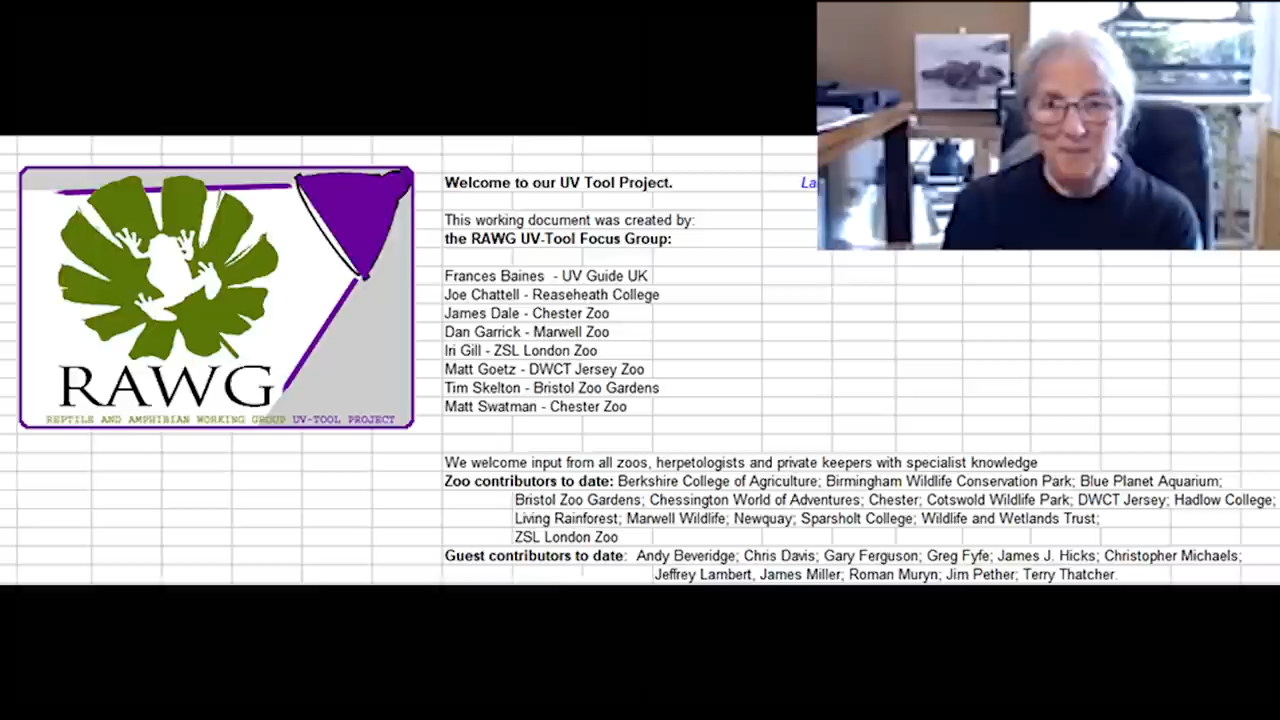 Welcome to our UV Tool Project.
La
This working document was created by:
the RAWG UV-Tool Focus Group:
Frances Baines - UV Guide UK
Joe Chattell - Reaseheath College
James Dale - Chester Zoo
Dan Garrick - Marwell Zoo
Iri Gill - ZSL London Zoo
Matt Goetz - DWCT Jersey Zoo
Tim Skelton - Bristol Zoo Gardens
Matt Swatman - Chester Zoo
RAWG
REPTILE AND AMPHIBIAN WORKING GROUP UV-TOOL PROJECT
We welcome input from all zoos, herpetologists and private keepers with specialist knowledge
Zoo contributors to date: Berkshire College of Agriculture; Birmingham Wildlife Conservation Park; Blue Planet Aquarium;
Bristol Zoo Gardens; Chessington World of Adventures; Chester; Cotswold Wildlife Park; DWCT Jersey; Hadlow College;
Living Rainforest; Marwell Wildlife; Newquay; Sparsholt College; Wildlife and Wetlands Trust;
ZSL London Zoo
Guest contributors to date: Andy Beveridge; Chris Davis; Gary Ferguson; Greg Fyfe; James J. Hicks; Christopher Michaels;
Jeffrey Lambert, James Miller; Roman Muryn; Jim Pether; Terry Thatcher.